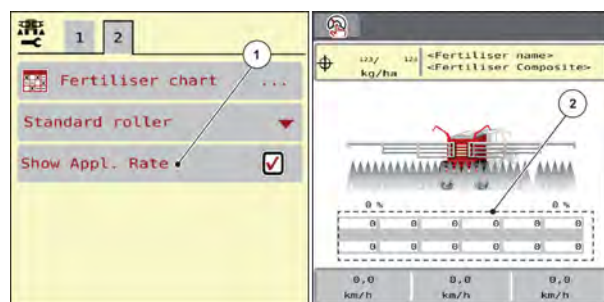 1 2
1
Fertiliser chart ...
Standard roller
Show Appl. Rate
123/ 123
kg/ha
<Fertiliser name>
<Fertiliser Composite>
2
0 % 0 %
0 0 0 0 0 0
0 0 0 0 0 0
0,0 0,0 0,0
km/h km/h km/h